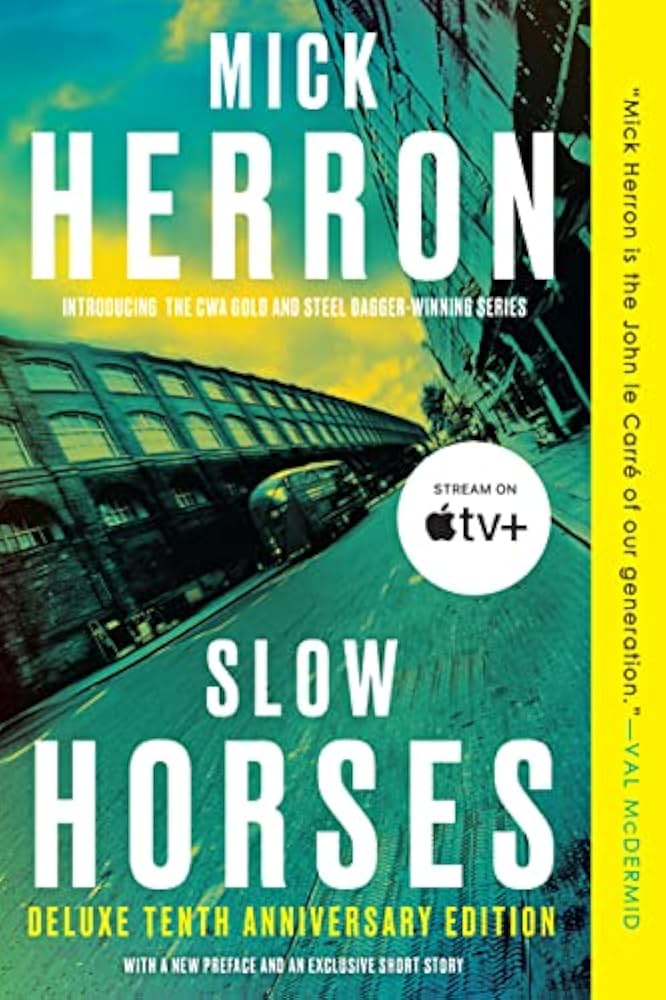 MICK
HERRON
INTRODUCING THE CWA GOLD AND STEEL DAGGER-WINNING SERIES
STREAM ON
tv+
SLOW
HORSES
DELUXE TENTH ANNIVERSARY EDITION
WITH A NEW PREFACE AND AN EXCLUSIVE SHORT STORY
"Mick Herron is the John le Carré of our generation."—VAL McDERMID